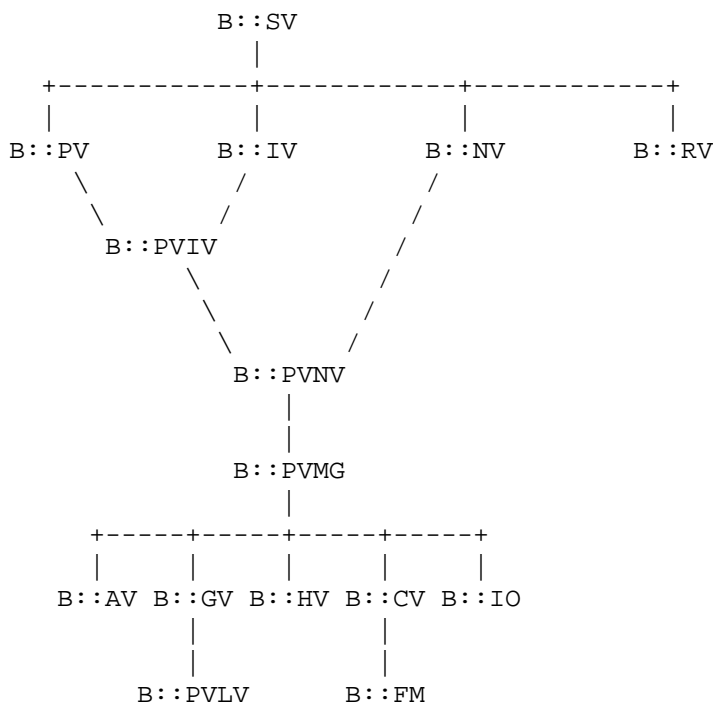 B::SV
B::PV B::IV B::NV B::RV
B::PVIV
B::PVNV
B::PVMG
B::AV B::GV B::HV B::CV B::IO
B::PVLV B::FM